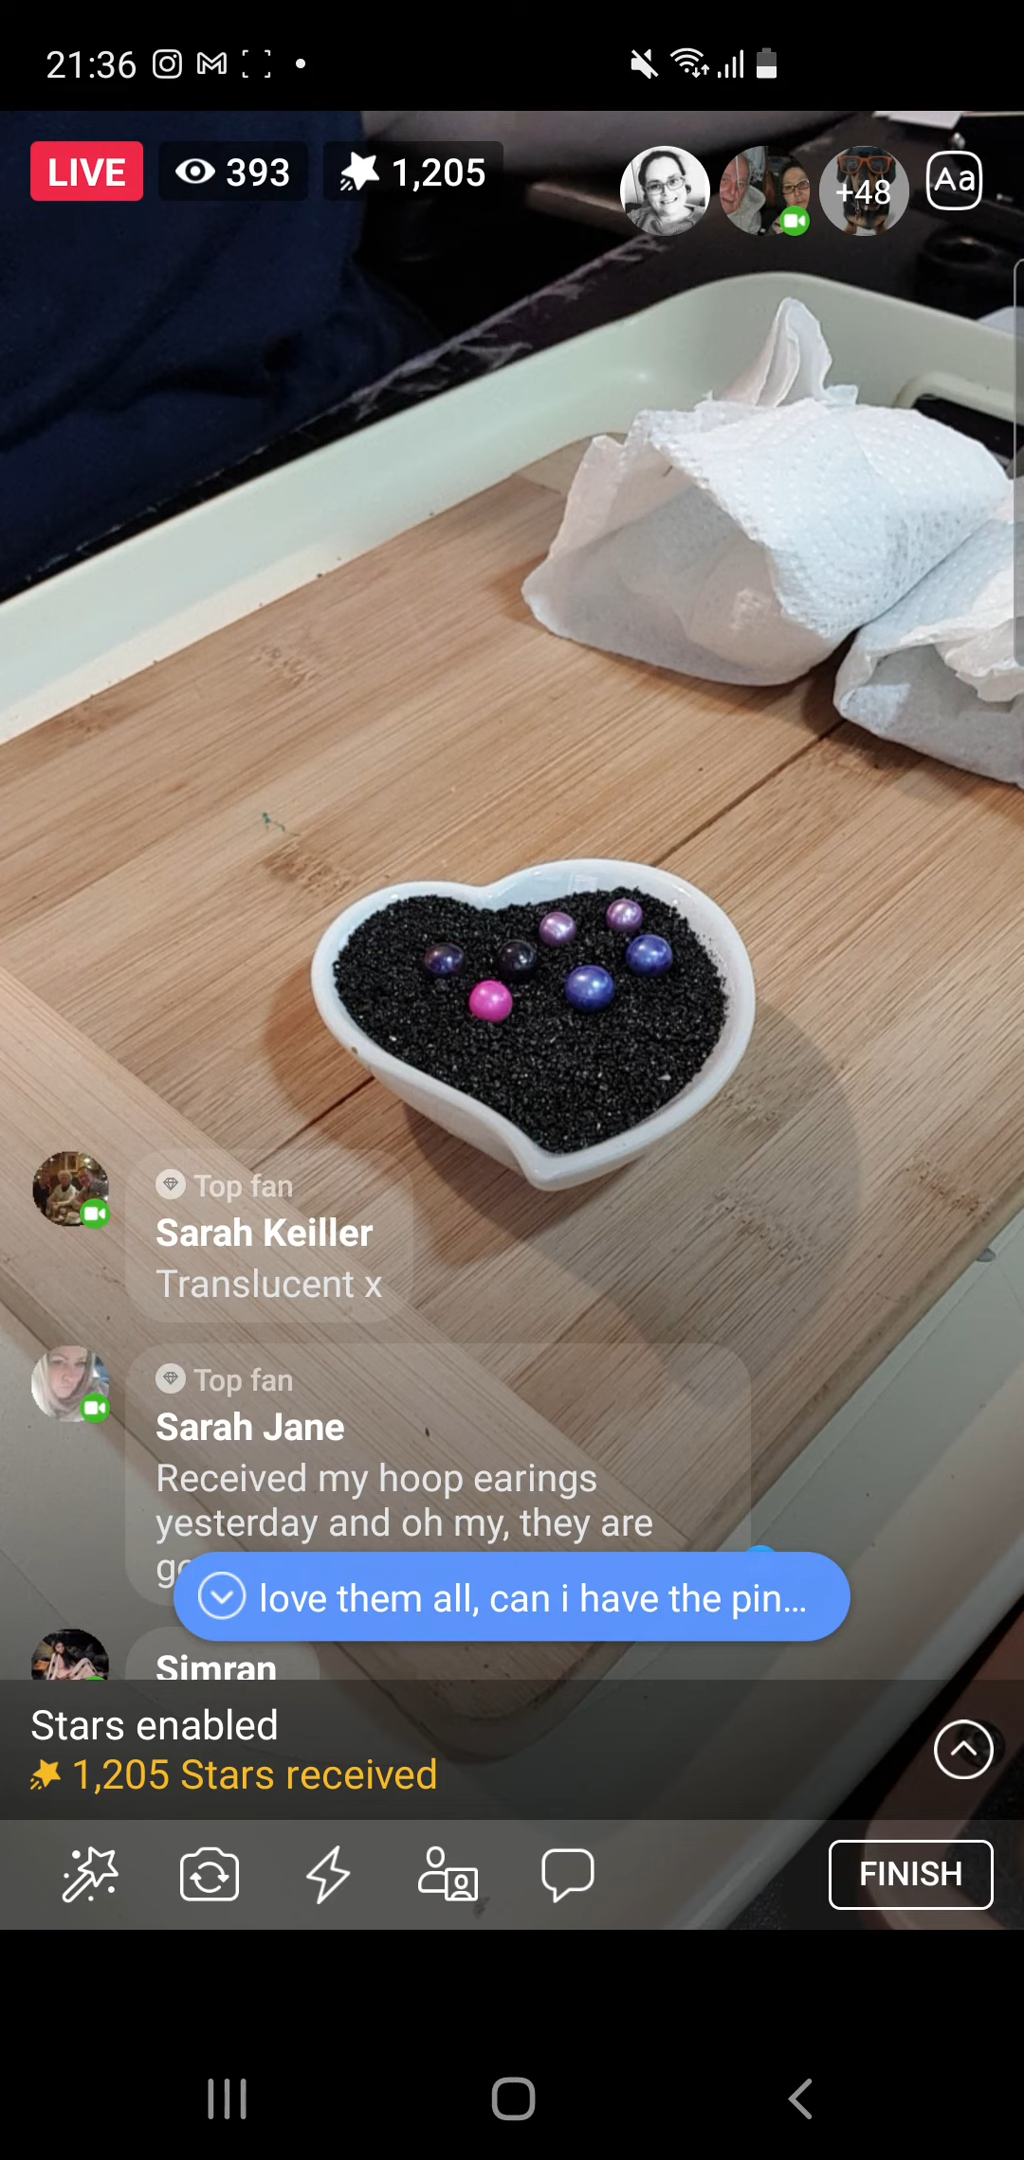 21:36
LIVE 393 1,205
+48 Aa
Top fan
Sarah Keiller
Translucent x
Top fan
Sarah Jane
Received my hoop earings
yesterday and oh my, they are
love them all, can i have the pin...
Simran
Stars enabled
1,205 Stars received
FINISH